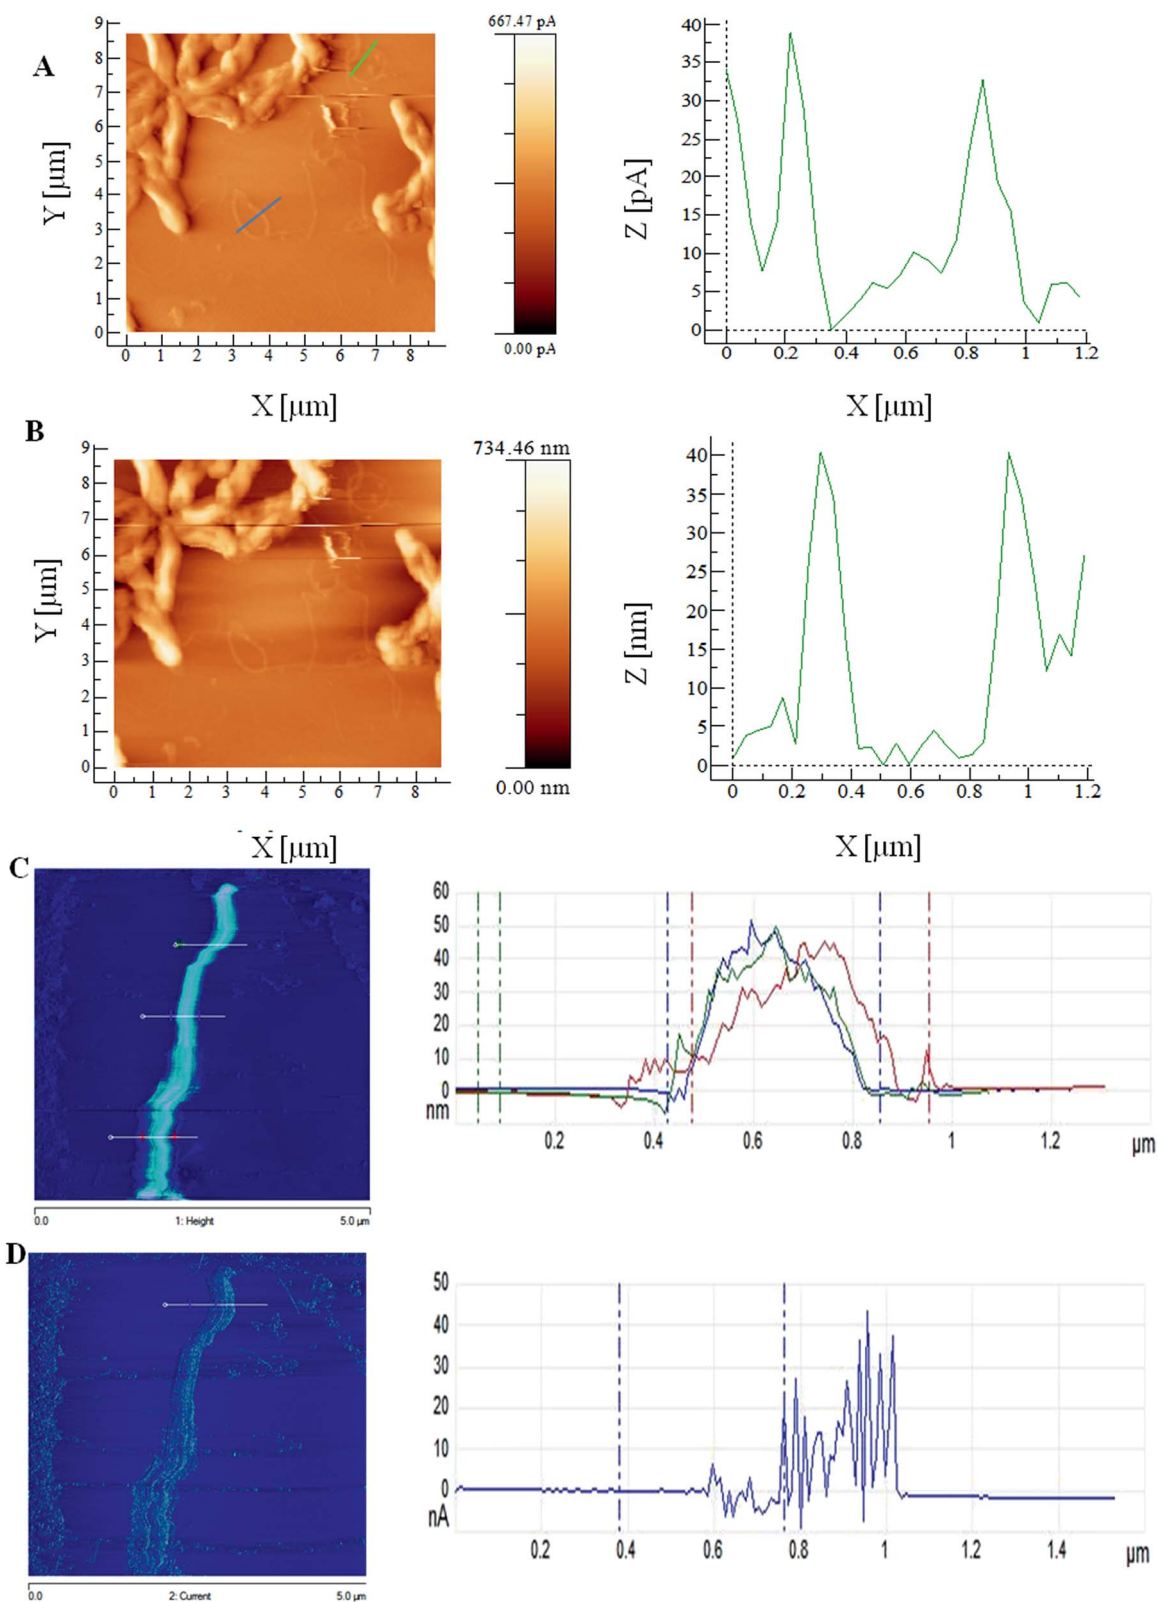 A
667.47 pA
9
8
7
6
5
4
3
2
1
0
Y [μm]
0 1 2 3 4 5 6 7 8
X [μm]
0.00 pA
40
35
30
25
20
15
10
5
0
Z [pA]
0 0.2 0.4 0.6 0.8 1 1.2
X [μm]
B
734.46 nm
9
8
7
6
5
4
3
2
1
0
Y [μm]
0 1 2 3 4 5 6 7 8
X [μm]
0.00 nm
40
35
30
25
20
15
10
5
0
Z [nm]
0 0.2 0.4 0.6 0.8 1 1.2
X [μm]
C
0.0 1: Height 5.0 μm
60
50
40
30
20
10
0
nm
0.2 0.4 0.6 0.8 1 1.2 μm
D
0.0 2: Current 5.0 μm
50
40
30
20
10
0
nA
0.2 0.4 0.6 0.8 1 1.2 1.4 μm